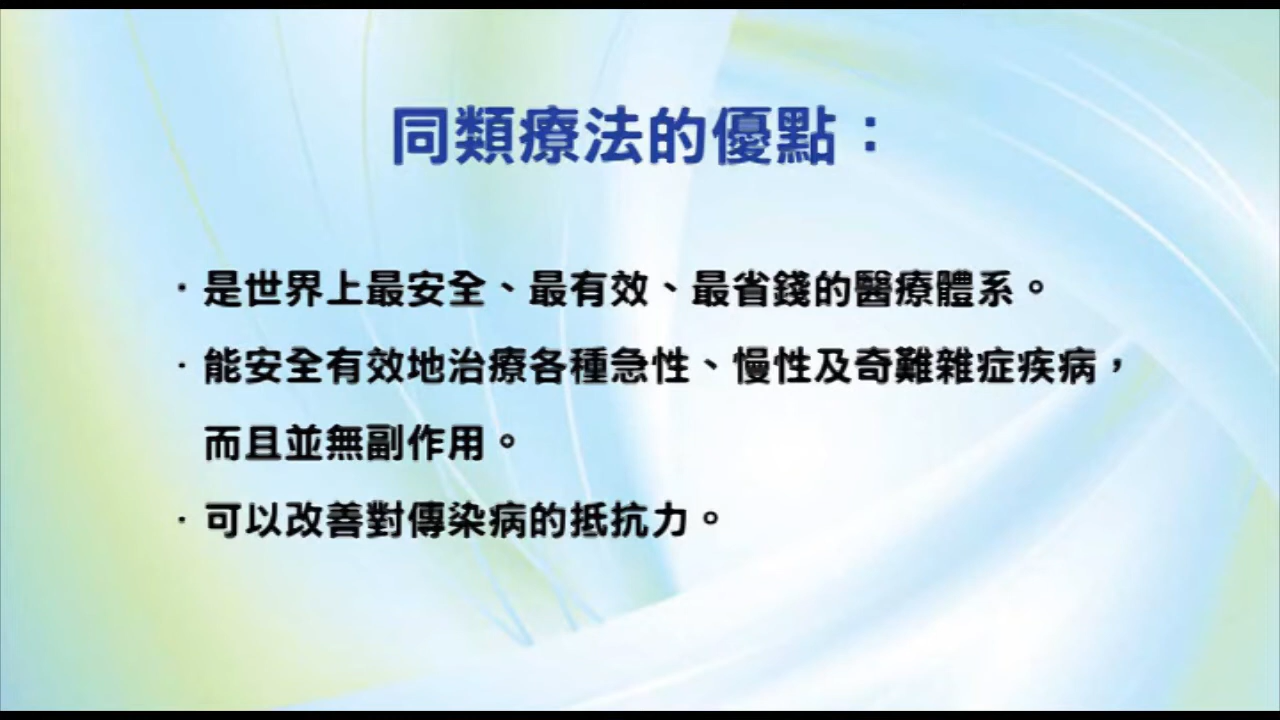 同類療法的優點：
·是世界上最安全、最有效、最省錢的醫療體系。
·能安全有效地治療各種急性、慢性及奇難雜症疾病，
而且並無副作用。
·可以改善對傳染病的抵抗力。